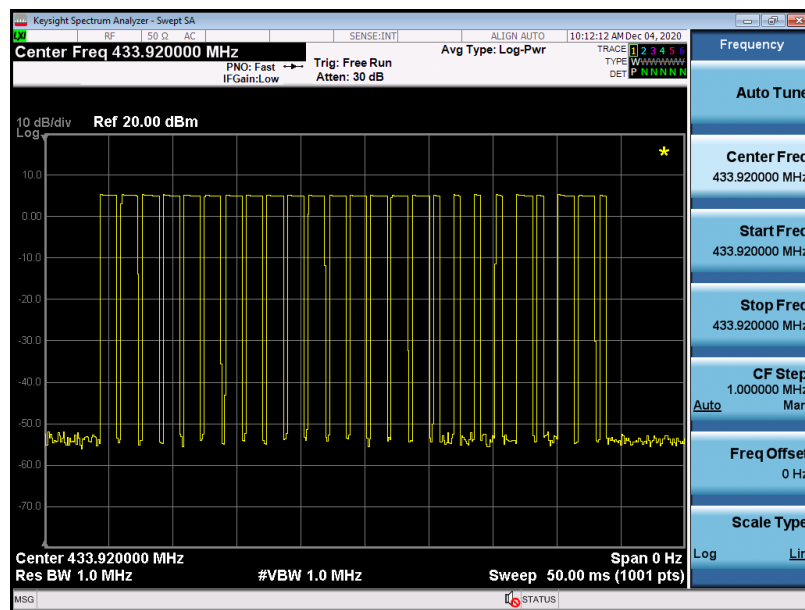 Keysight Spectrum Analyzer - Swept SA
LXI RF 50 Ω AC SENSE:INT ALIGN AUTO 10:12:12 AM Dec 04, 2020
Center Freq 433.920000 MHz
PNO: Fast
IFGain:Low
Trig: Free Run
Atten: 30 dB
Avg Type: Log-Pwr
TRACE 1 2 3 4 5 6
TYPE WWWWWW
DET P N N N N N
10 dB/div
Log
Ref 20.00 dBm
10.0
0.00
-10.0
-20.0
-30.0
-40.0
-50.0
-60.0
-70.0
*
Center 433.920000 MHz
Span 0 Hz
Res BW 1.0 MHz
#VBW 1.0 MHz
Sweep 50.00 ms (1001 pts)
MSG
STATUS
Frequency
Auto Tune
Center Freq
433.920000 MHz
Start Freq
433.920000 MHz
Stop Freq
433.920000 MHz
CF Step
1.000000 MHz
Auto Man
Freq Offset
0 Hz
Scale Type
Log Lin